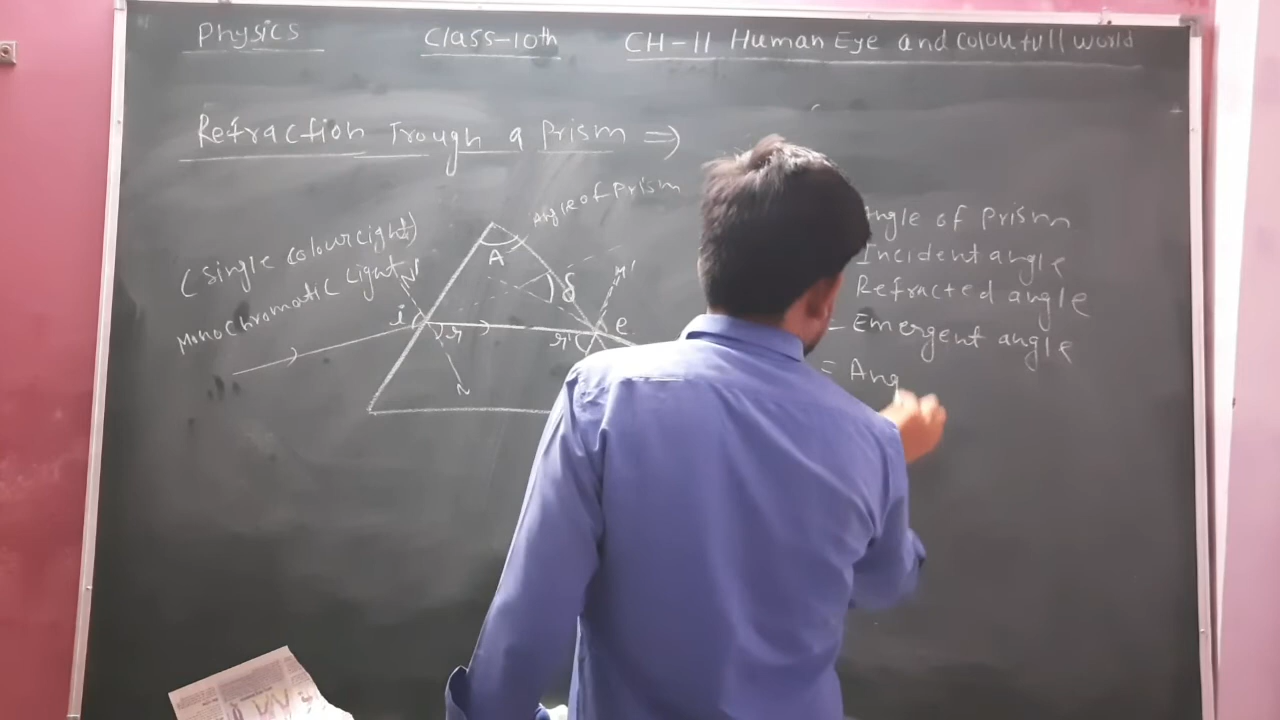 Physics Class-10th CH-11 Human Eye and colourfull world
Refraction Trough a Prism ⇒
Angle of Prism
(Single colour light)
Monochromatic Light
N'
A
δ
N'
i
r
r'
e
N
Angle of Prism
Incident angle
Refracted angle
- Emergent angle
= Ang